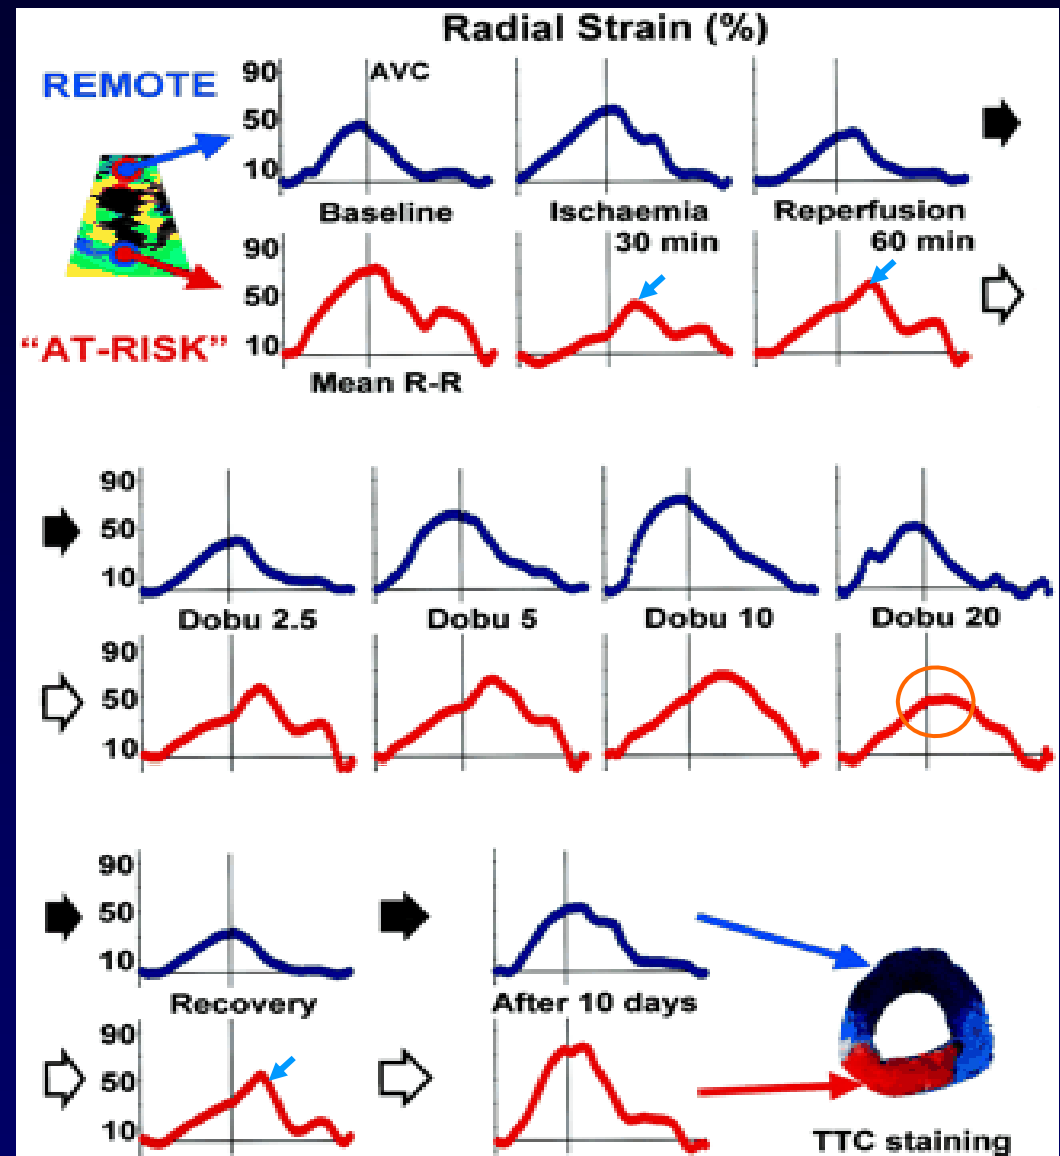 Radial Strain (%)
REMOTE
90
50
10
AVC
Baseline
Ischaemia
Reperfusion
30 min
60 min
90
50
10
"AT-RISK"
Mean R-R
90
50
10
Dobu 2.5
Dobu 5
Dobu 10
Dobu 20
90
50
10
90
50
10
Recovery
After 10 days
90
50
10
TTC staining